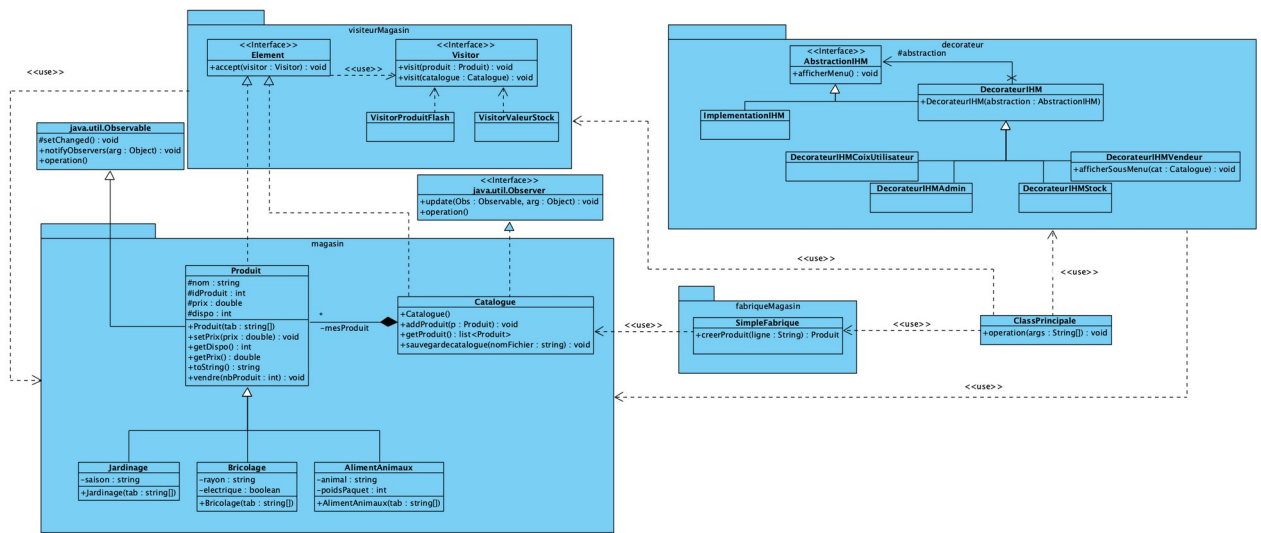 visiteurMagasin
<<Interface>>
Element
+accept(visitor : Visitor) : void
<<use>>
<<Interface>>
Visitor
+visit(produit : Produit) : void
+visit(catalogue : Catalogue) : void
VisitorProduitFlash
VisitorValeurStock
<<use>>
java.util.Observable
#setChanged() : void
+notifyObservers(arg : Object) : void
+operation()
<<Interface>>
java.util.Observer
+update(Obs : Observable, arg : Object) : void
+operation()
decorateur
<<Interface>>
AbstractionIHM
+afficherMenu() : void
#abstraction
DecorateurIHM
+DecorateurIHM(abstraction : AbstractionIHM)
ImplementationIHM
DecorateurIHMCoixUtilisateur
DecorateurIHMVendeur
+afficherSousMenu(cat : Catalogue) : void
DecorateurIHMAdmin
DecorateurIHMStock
magasin
Produit
#nom : string
#idProduit : int
#prix : double
#dispo : int
+Produit(tab : string[])
+setPrix(prix : double) : void
+getDispo() : int
+getPrix() : double
+toString() : string
+vendre(nbProduit : int) : void
*
-mesProduit
Catalogue
+Catalogue()
+addProduit(p : Produit) : void
+getProduit() : list<Produit>
+sauvegardecatalogue(nomFichier : string) : void
<<use>>
fabriqueMagasin
SimpleFabrique
+creerProduit(ligne : String) : Produit
<<use>>
ClassPrincipale
+operation(args : String[]) : void
<<use>>
<<use>>
<<use>>
Jardinage
-saison : string
+Jardinage(tab : string[])
Bricolage
-rayon : string
-electrique : boolean
+Bricolage(tab : string[])
AlimentAnimaux
-animal : string
-poidsPaquet : int
+AlimentAnimaux(tab : string[])